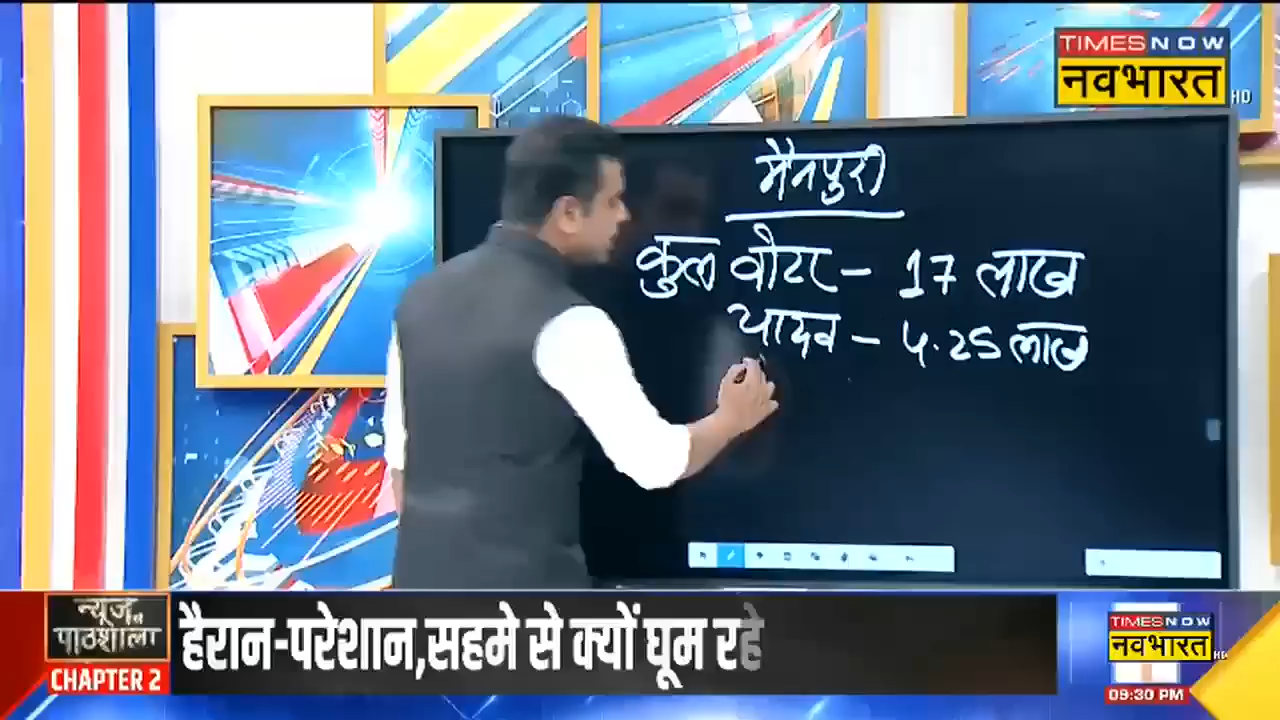 TIMES NOW
नवभारत
HD
मैनपुरी
कुल वोटर – 17 लाख
यादव – 4.25 लाख
न्यूज़ की
पाठशाला
CHAPTER 2
हैरान-परेशान,सहमे से क्यों घूम रहे
TIMES NOW
नवभारत
09:30 PM